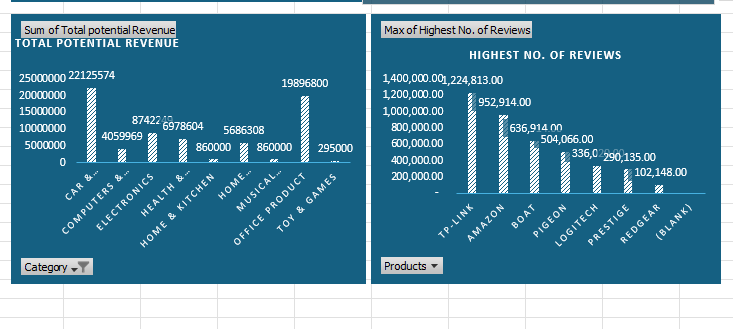 Sum of Total potential Revenue
TOTAL POTENTIAL REVENUE
25000000
20000000
15000000
10000000
5000000
0
22125574
4059969
6978604
860000
5686308
860000
19896800
295000
CAR &...
COMPUTERS &...
ELECTRONICS
HEALTH &...
HOME & KITCHEN
HOME...
MUSICAL...
OFFICE PRODUCT
TOY & GAMES
Category
Max of Highest No. of Reviews
HIGHEST NO. OF REVIEWS
1,400,000.00
1,200,000.00
1,000,000.00
800,000.00
600,000.00
400,000.00
200,000.00
-
1,224,813.00
952,914.00
636,914.00
504,066.00
290,135.00
102,148.00
TP-LINK
AMAZON
BOAT
PIGEON
LOGITECH
PRESTIGE
REDGEAR
(BLANK)
Products